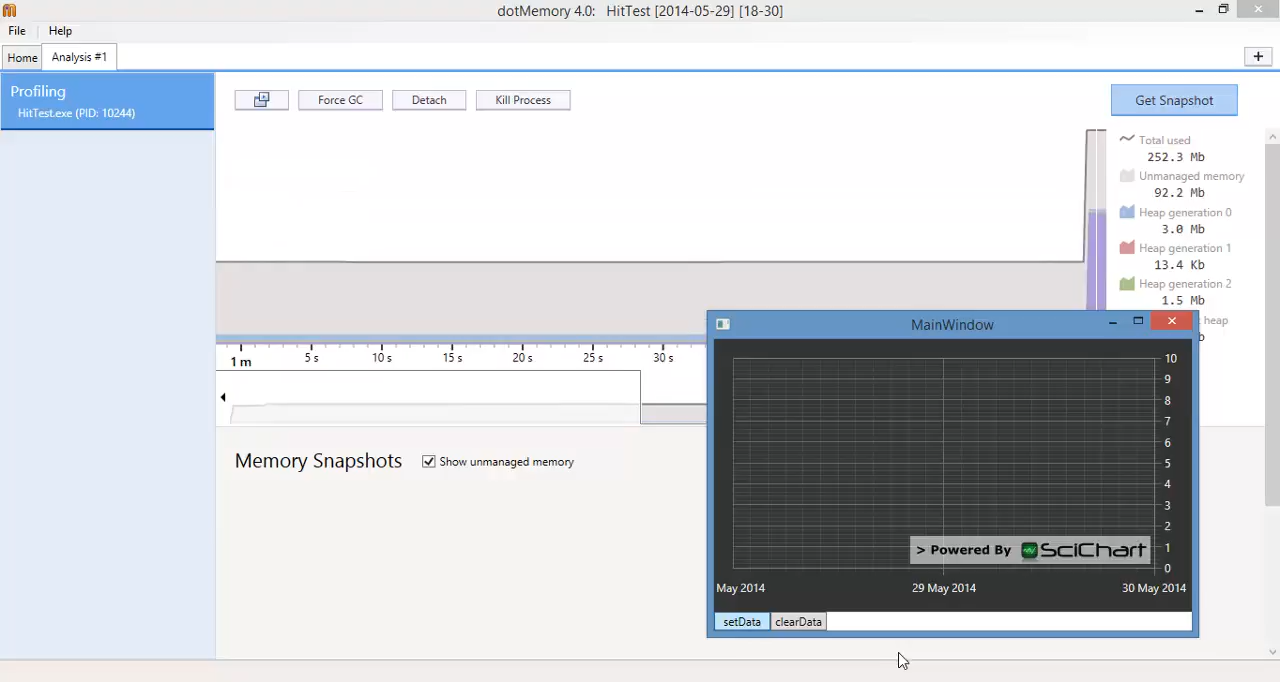 dotMemory 4.0:   HitTest [2014-05-29] [18-30]
File Help
Home Analysis #1
Profiling
HitTest.exe (PID: 10244)
Force GC Detach Kill Process Get Snapshot
Total used
252.3 Mb
Unmanaged memory
92.2 Mb
Heap generation 0
3.0 Mb
Heap generation 1
13.4 Kb
Heap generation 2
1.5 Mb
heap
b
1 m 5 s 10 s 15 s 20 s 25 s 30 s
Memory Snapshots Show unmanaged memory
MainWindow
10
9
8
7
6
5
4
3
2
1
0
> Powered By SciChart
May 2014 29 May 2014 30 May 2014
setData clearData